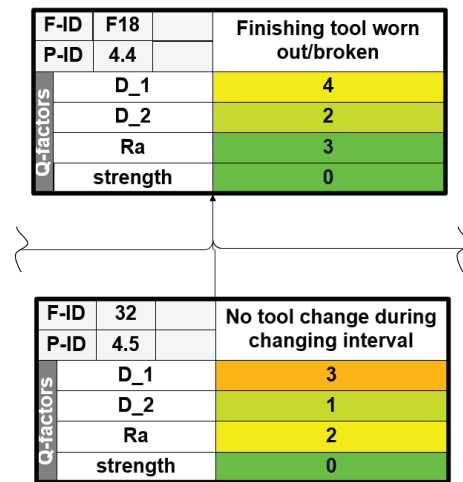 F-ID F18 Finishing tool worn
P-ID 4.4 out/broken
Q-factors
D_1 4
D_2 2
Ra 3
strength 0
F-ID 32 No tool change during
P-ID 4.5 changing interval
Q-factors
D_1 3
D_2 1
Ra 2
strength 0